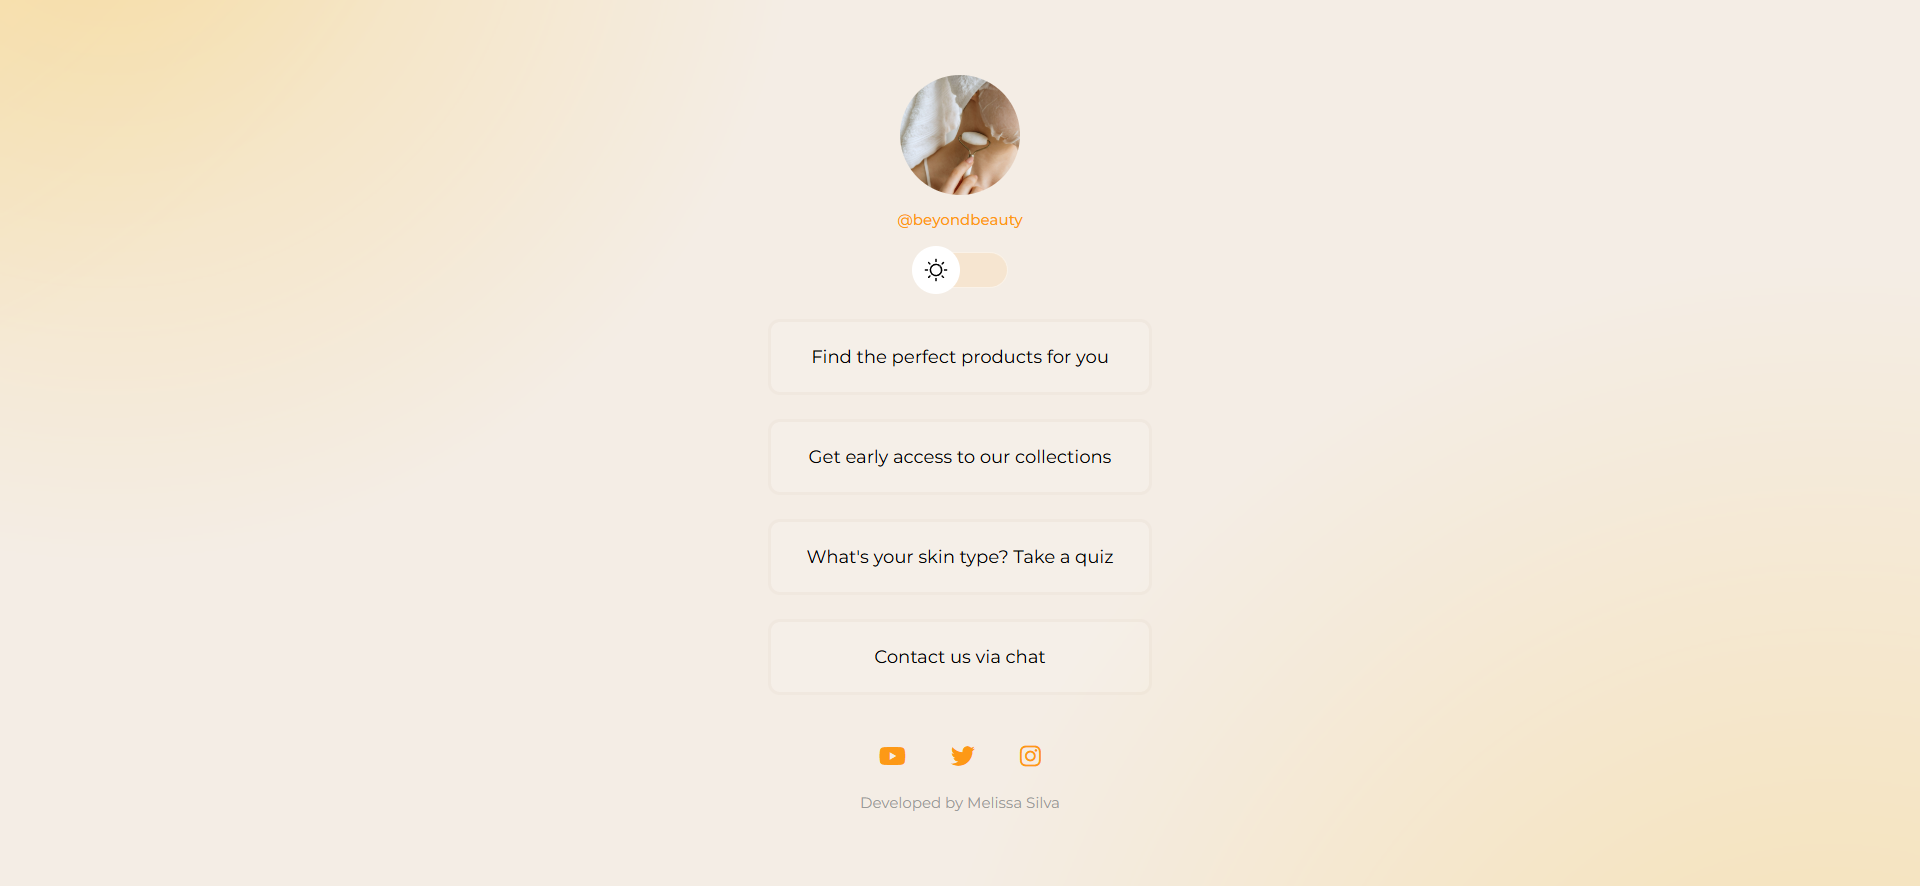 @beyondbeauty
Find the perfect products for you
Get early access to our collections
What's your skin type? Take a quiz
Contact us via chat
Developed by Melissa Silva